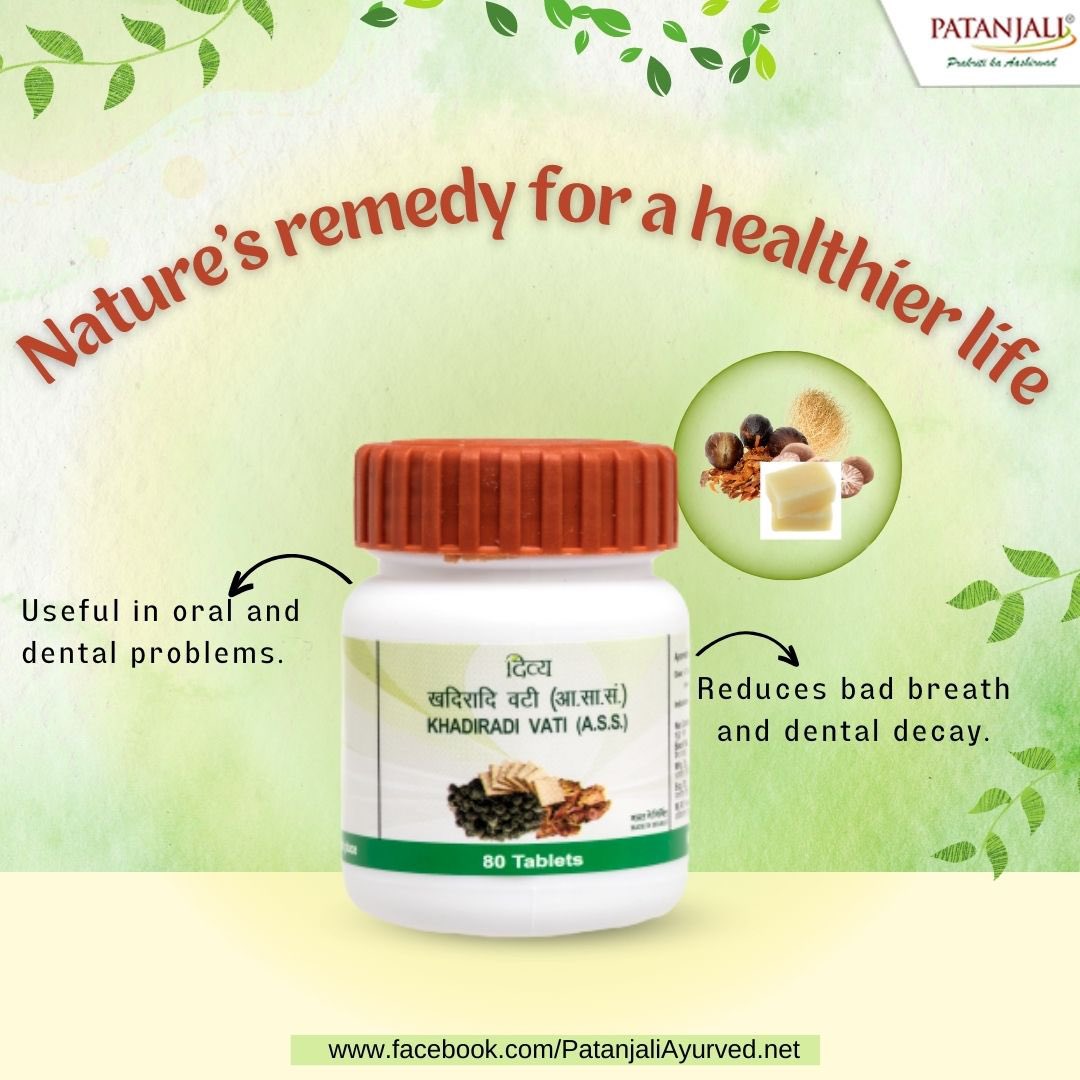 PATANJALI®
Prakriti ka Aashirwad
Nature's remedy for a healthier life
Useful in oral and
dental problems.
Reduces bad breath
and dental decay.
दिव्य
खदिरादि वटी (आ.सा.सं.)
KHADIRADI VATI (A.S.S.)
80 Tablets
www.facebook.com/PatanjaliAyurved.net